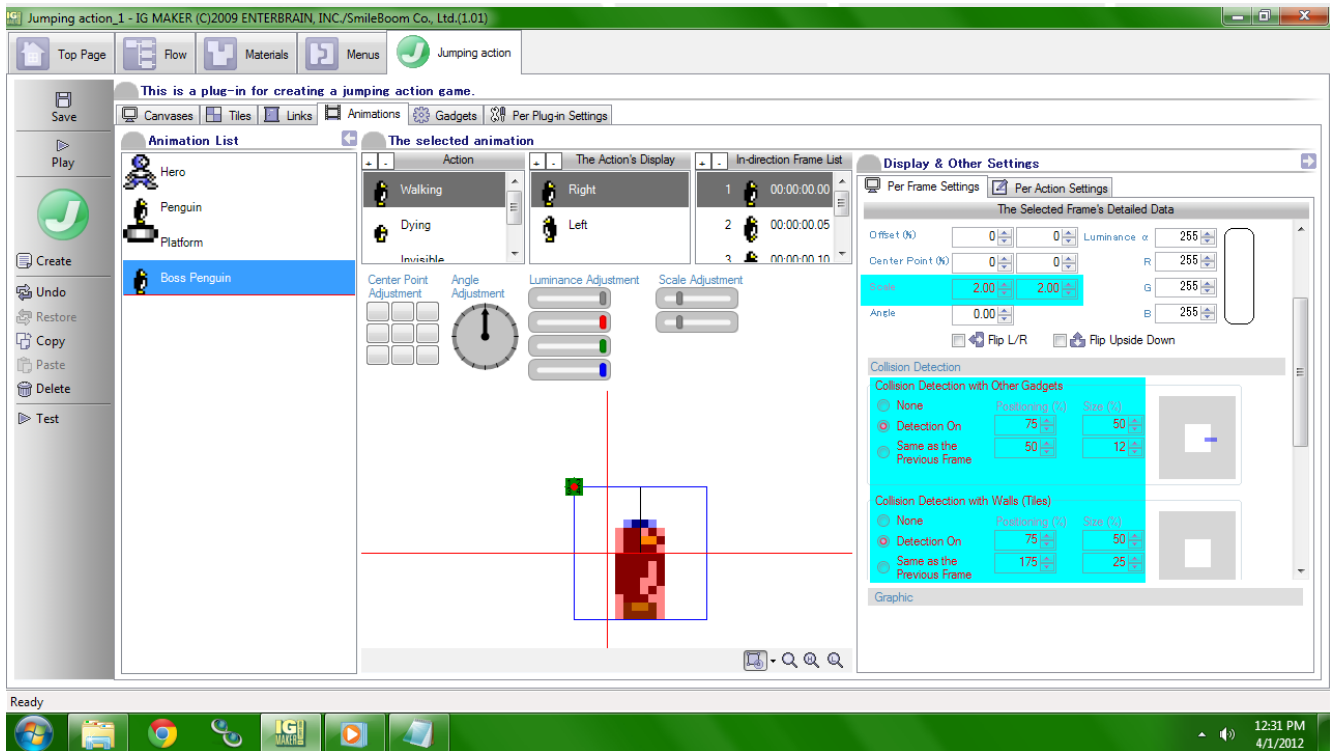 Jumping action_1 - IG MAKER (C)2009 ENTERBRAIN, INC./SmileBoom Co., Ltd.(1.01)
Top Page Flow Materials Menus Jumping action
This is a plug-in for creating a jumping action game.
Canvases Tiles Links Animations Gadgets Per Plug-in Settings
Save
Play
Create
Undo
Restore
Copy
Paste
Delete
Test
Animation List
Hero
Penguin
Platform
Boss Penguin
The selected animation
+ - Action + - The Action's Display + - In-direction Frame List
Walking Right 1 00:00:00.00
Dying Left 2 00:00:00.05
Invisible 3 00:00:00.10
Center Point Adjustment
Angle Adjustment
Luminance Adjustment
Scale Adjustment
Display & Other Settings
Per Frame Settings Per Action Settings
The Selected Frame's Detailed Data
Offset (%) 0 0 Luminance α 255
Center Point (%) 0 0 R 255
Scale 2.00 2.00 G 255
Angle 0.00 B 255
Flip L/R Flip Upside Down
Collision Detection
Collision Detection with Other Gadgets
None Positioning (%) Size (%)
Detection On 75 50
Same as the Previous Frame 50 12
Collision Detection with Walls (Tiles)
None Positioning (%) Size (%)
Detection On 75 50
Same as the Previous Frame 175 25
Graphic
Ready
IG MAKER
12:31 PM
4/1/2012